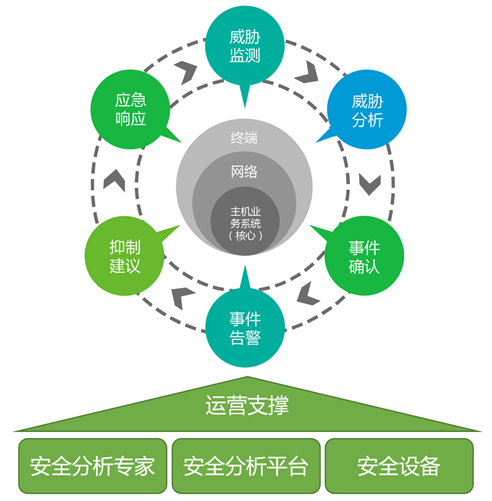 威胁
监测
应急
响应
威胁
分析
终端
网络
主机业
务系统
（核心）
抑制
建议
事件
确认
事件
告警
运营支撑
安全分析专家
安全分析平台
安全设备